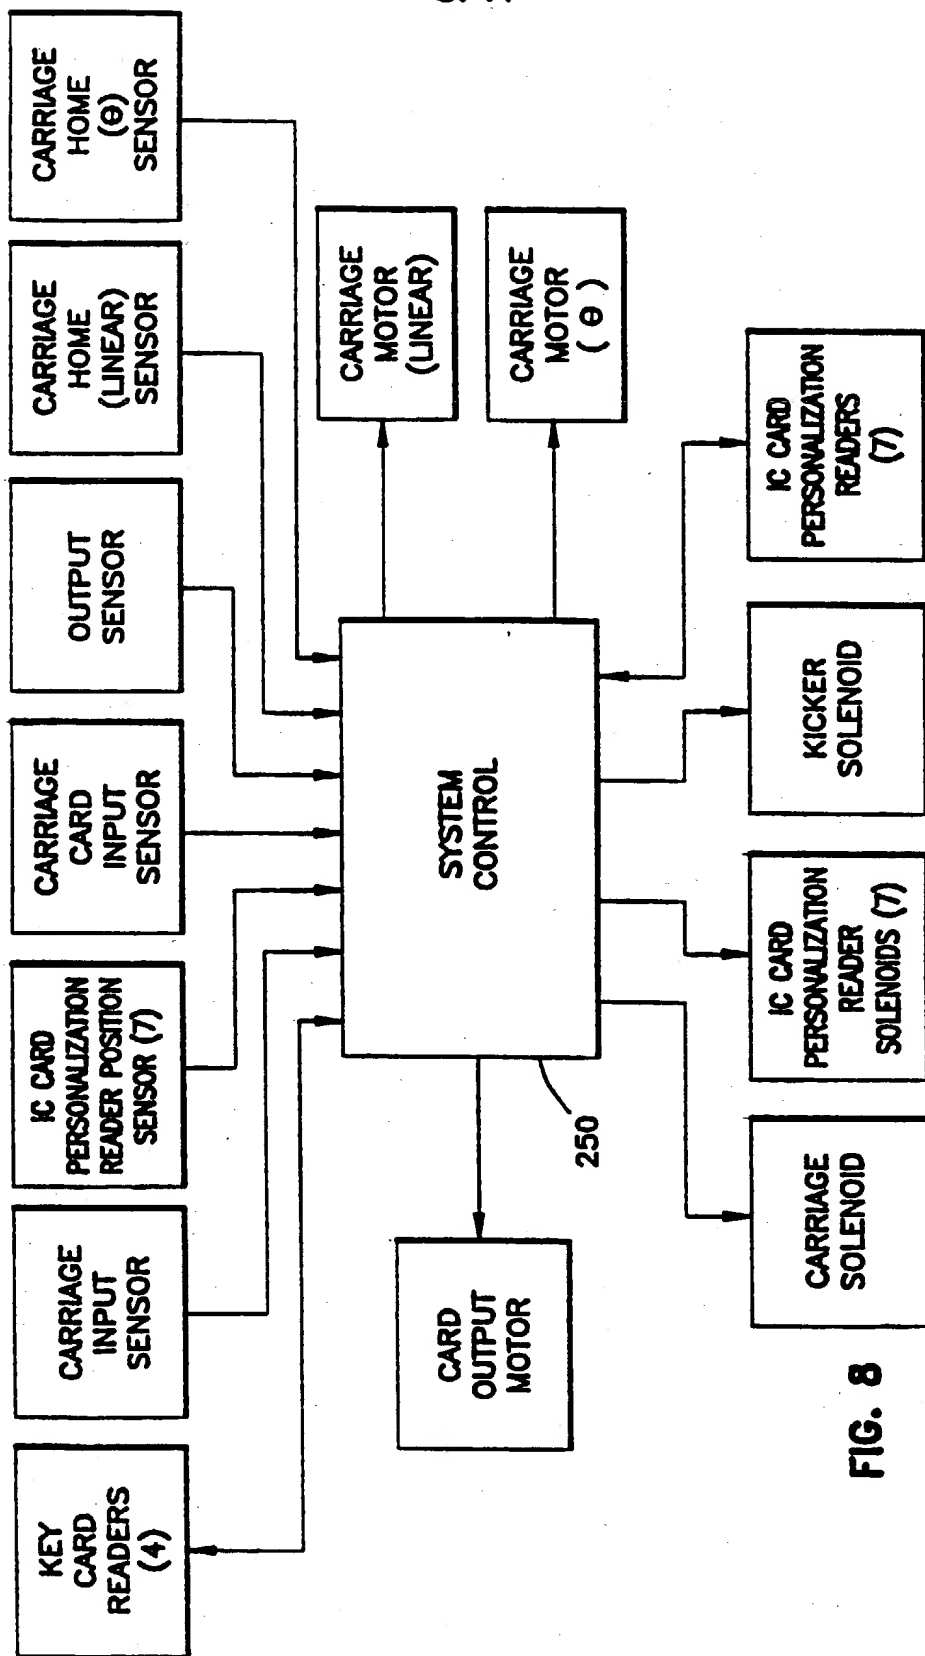 KEY
CARD
READERS
(4)
CARRIAGE
INPUT
SENSOR
IC CARD
PERSONALIZATION
READER POSITION
SENSOR (7)
CARRIAGE
CARD
INPUT
SENSOR
OUTPUT
SENSOR
CARRIAGE
HOME
(LINEAR)
SENSOR
CARRIAGE
HOME
(θ)
SENSOR
CARD
OUTPUT
MOTOR
SYSTEM
CONTROL
250
CARRIAGE
MOTOR
(LINEAR)
CARRIAGE
MOTOR
( θ )
CARRIAGE
SOLENOID
IC CARD
PERSONALIZATION
READER
SOLENOIDS (7)
KICKER
SOLENOID
IC CARD
PERSONALIZATION
READERS
(7)
FIG. 8